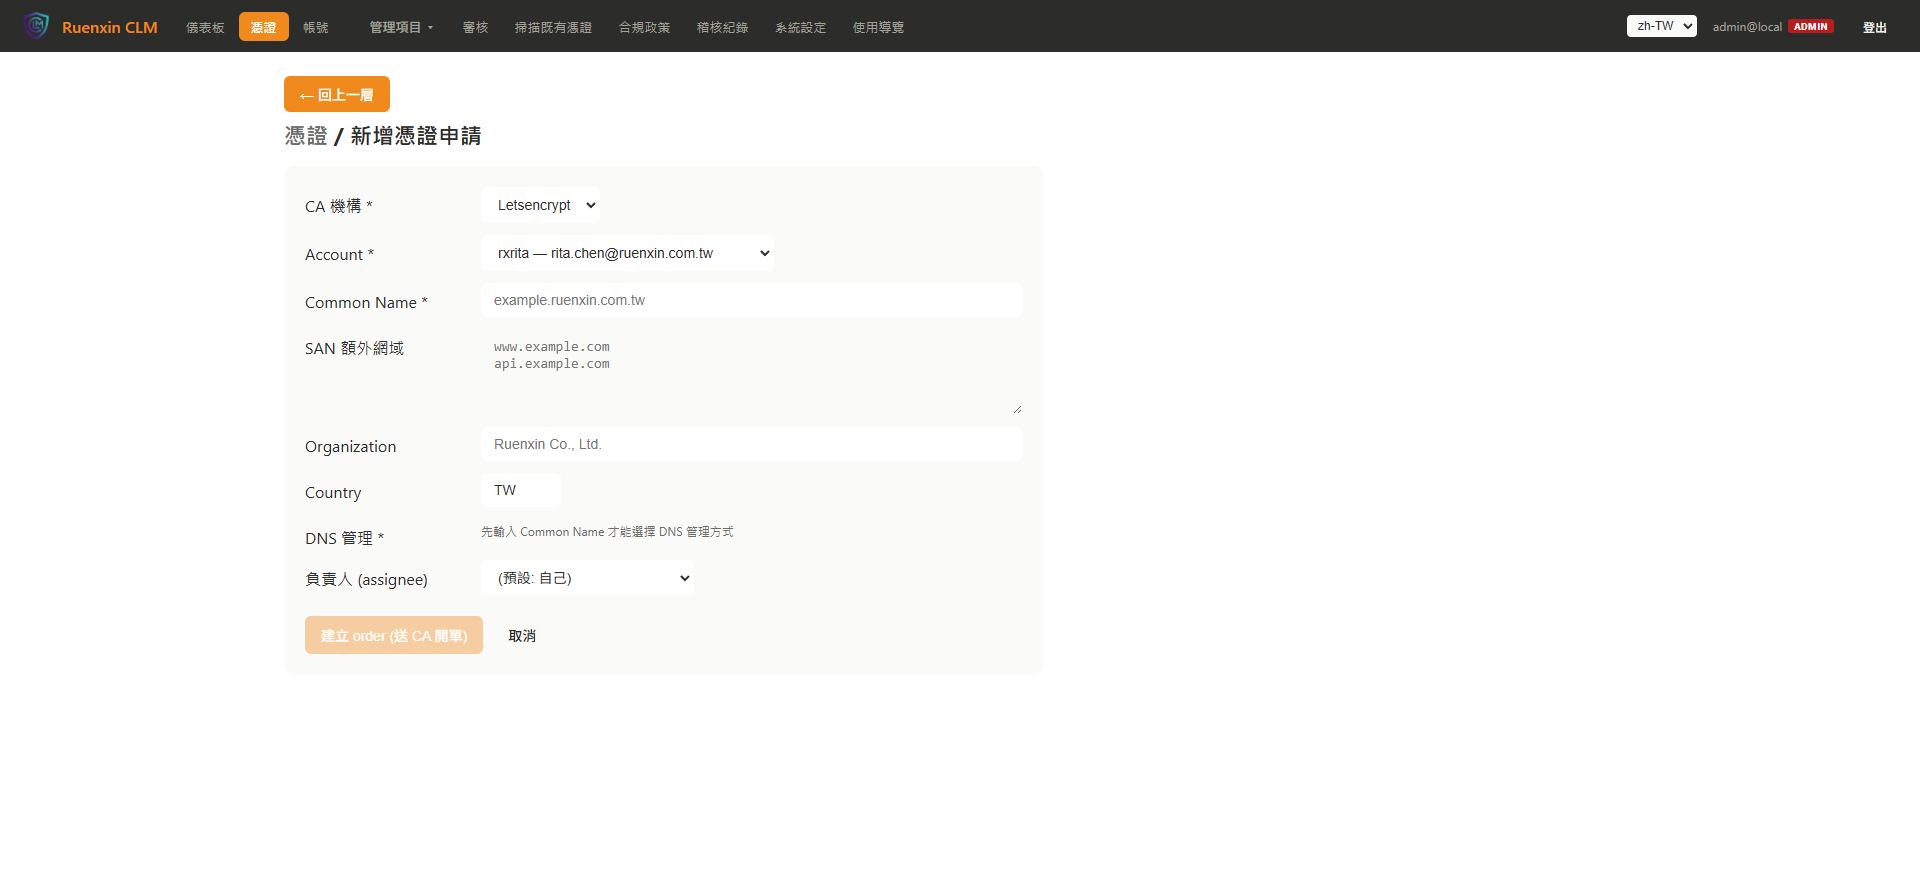 Ruenxin CLM 儀表板 憑證 帳號 管理項目 審核 掃描既有憑證 合規政策 稽核紀錄 系統設定 使用導覽 zh-TW admin@local ADMIN 登出
← 回上一層
憑證 / 新增憑證申請
CA 機構 * Letsencrypt
Account * rxrita — rita.chen@ruenxin.com.tw
Common Name * example.ruenxin.com.tw
SAN 額外網域 www.example.com
api.example.com
Organization Ruenxin Co., Ltd.
Country TW
DNS 管理 * 先輸入 Common Name 才能選擇 DNS 管理方式
負責人 (assignee) (預設: 自己)
建立 order (送 CA 開單) 取消